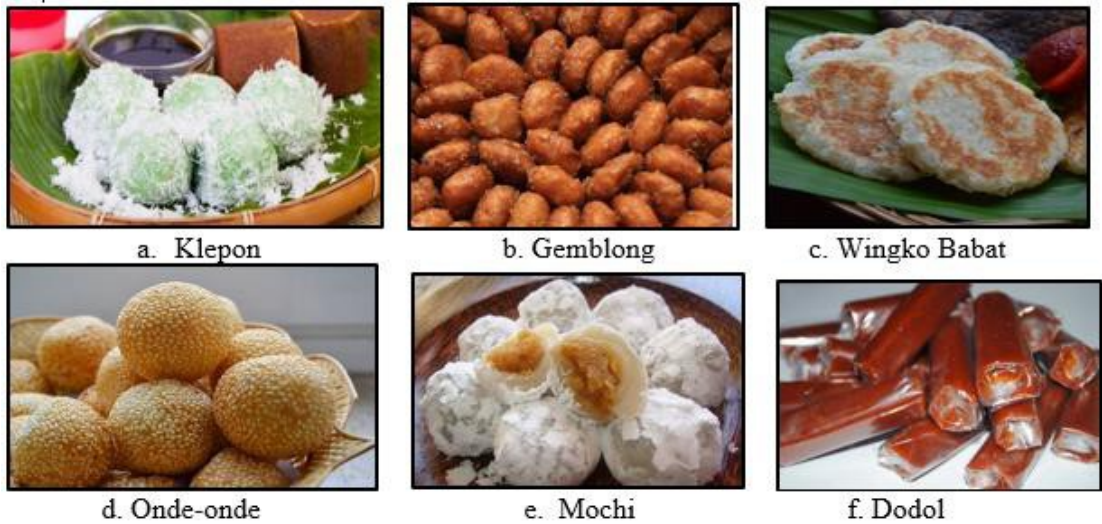 a. Klepon
b. Gemblong
c. Wingko Babat
d. Onde-onde
e. Mochi
f. Dodol